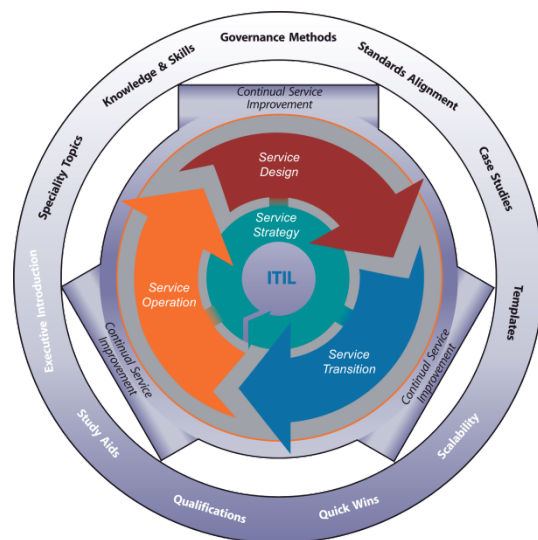 Governance Methods
Standards Alignment
Case Studies
Templates
Scalability
Quick Wins
Qualifications
Study Aids
Executive Introduction
Speciality Topics
Knowledge & Skills
Continual Service
Improvement
Service
Design
Service
Strategy
ITIL
Service
Operation
Service
Transition
Continual Service
Improvement
Continual Service
Improvement